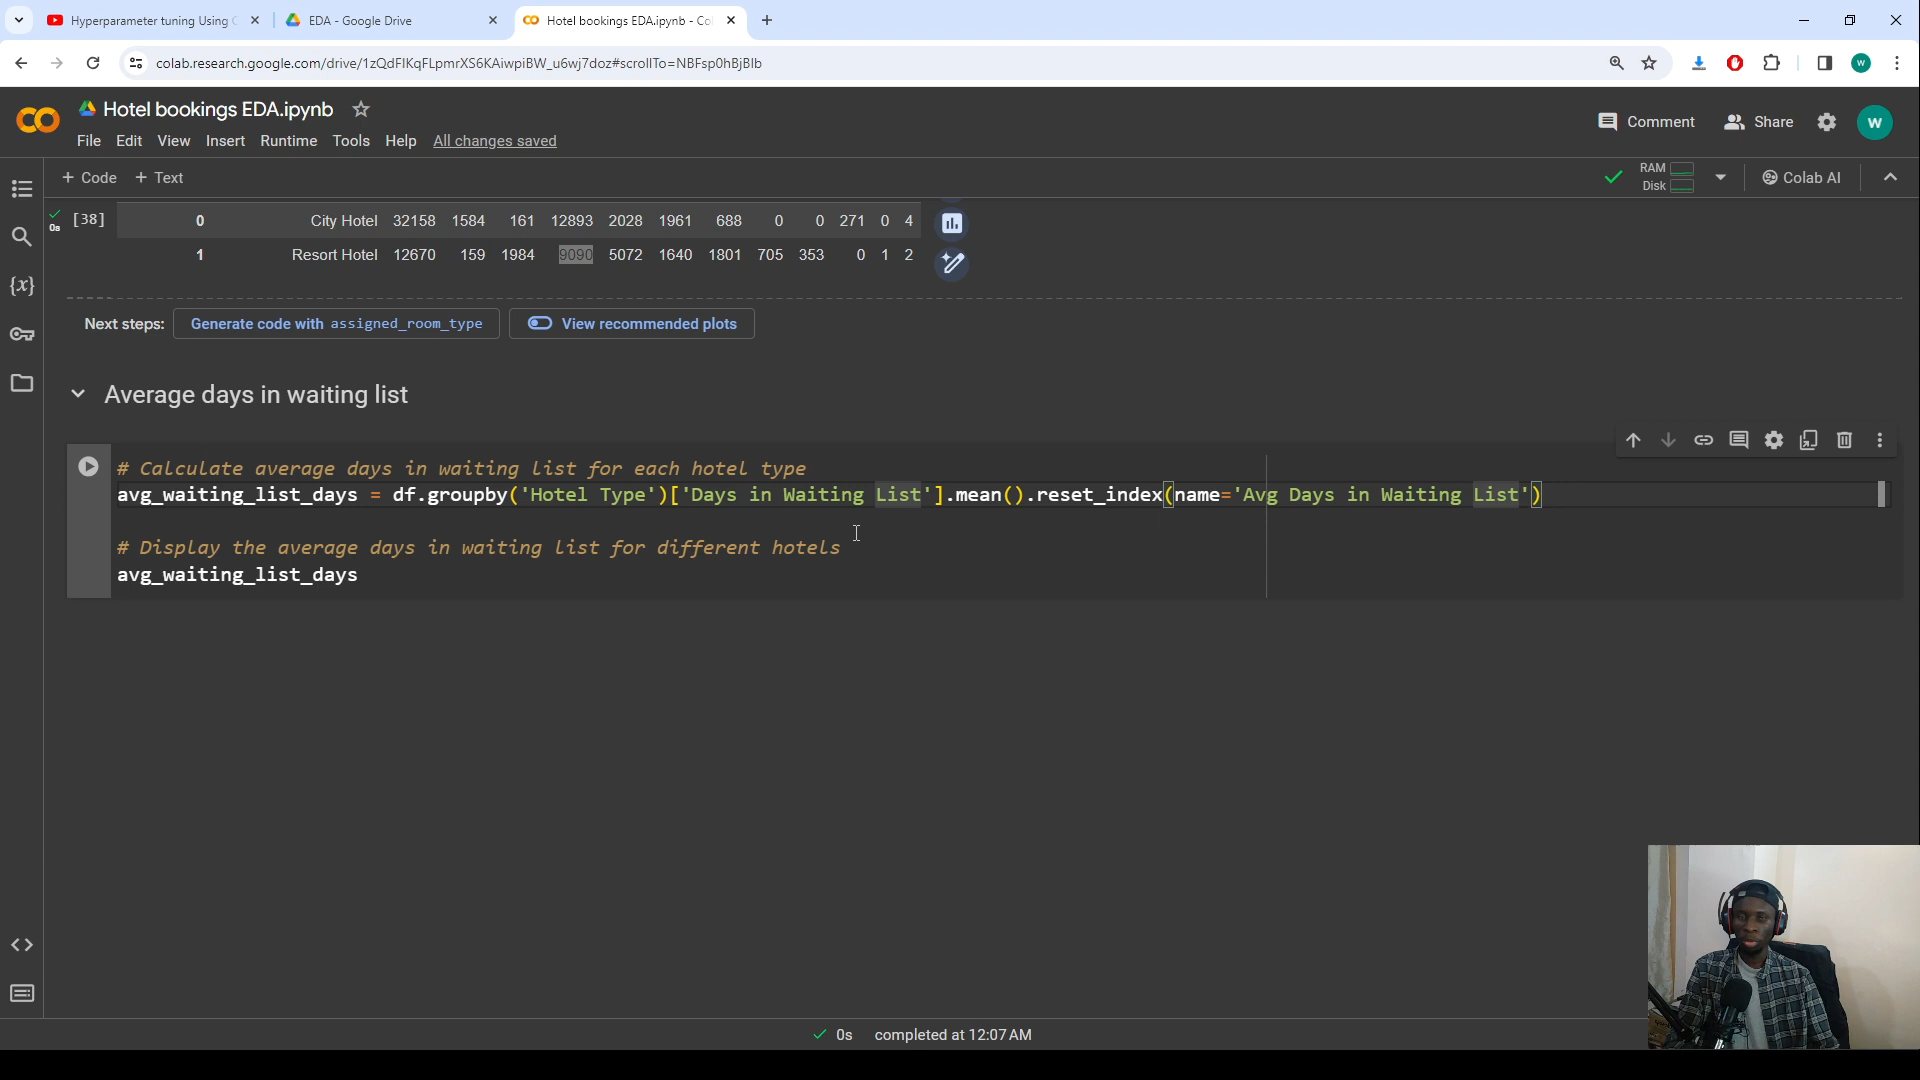 Hyperparameter tuning Using
EDA - Google Drive
Hotel bookings EDA.ipynb - Co
colab.research.google.com/drive/1zQdFlKqFLpmrXS6KAiwpiBW_u6wj7doz#scrollTo=NBFsp0hBjBlb
W
Hotel bookings EDA.ipynb
File Edit View Insert Runtime Tools Help All changes saved
Comment Share W
+ Code + Text
RAM
Disk
Colab AI
0s [38] 0 City Hotel 32158 1584 161 12893 2028 1961 688 0 0 271 0 4
1 Resort Hotel 12670 159 1984 9090 5072 1640 1801 705 353 0 1 2
Next steps: Generate code with assigned_room_type View recommended plots
Average days in waiting list
# Calculate average days in waiting list for each hotel type
avg_waiting_list_days = df.groupby('Hotel Type')['Days in Waiting List'].mean().reset_index(name='Avg Days in Waiting List')
# Display the average days in waiting list for different hotels
avg_waiting_list_days
{x}
0s completed at 12:07 AM